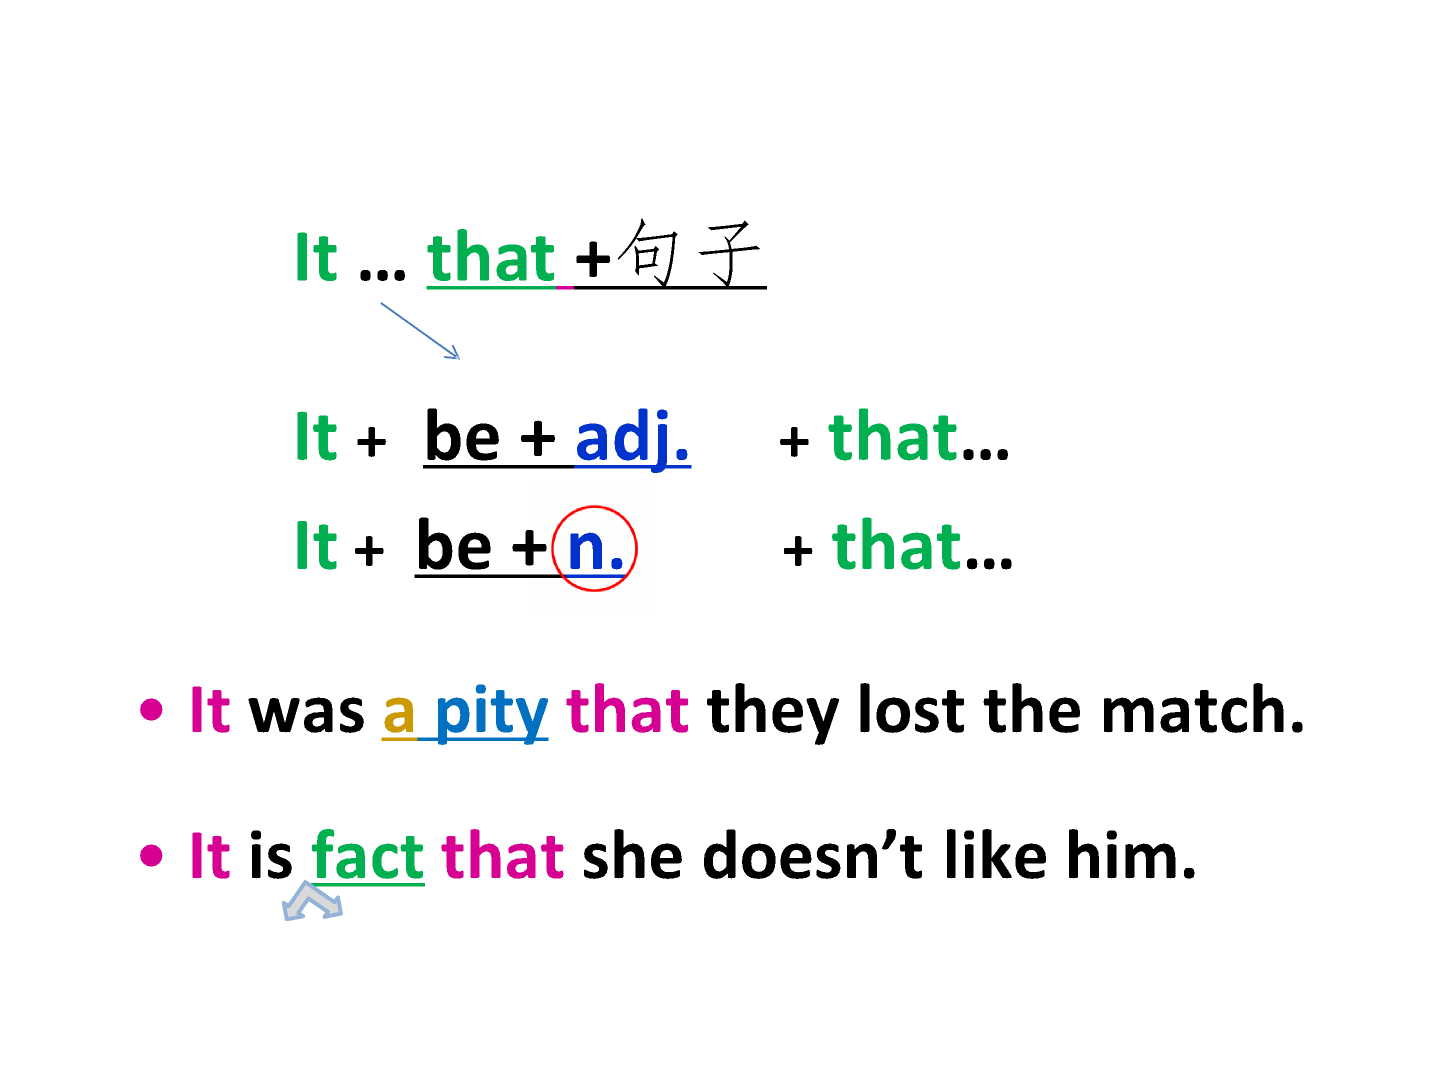 It … that +句子
It + be + adj. + that…
It + be + n. + that…
• It was a pity that they lost the match.
• It is fact that she doesn’t like him.